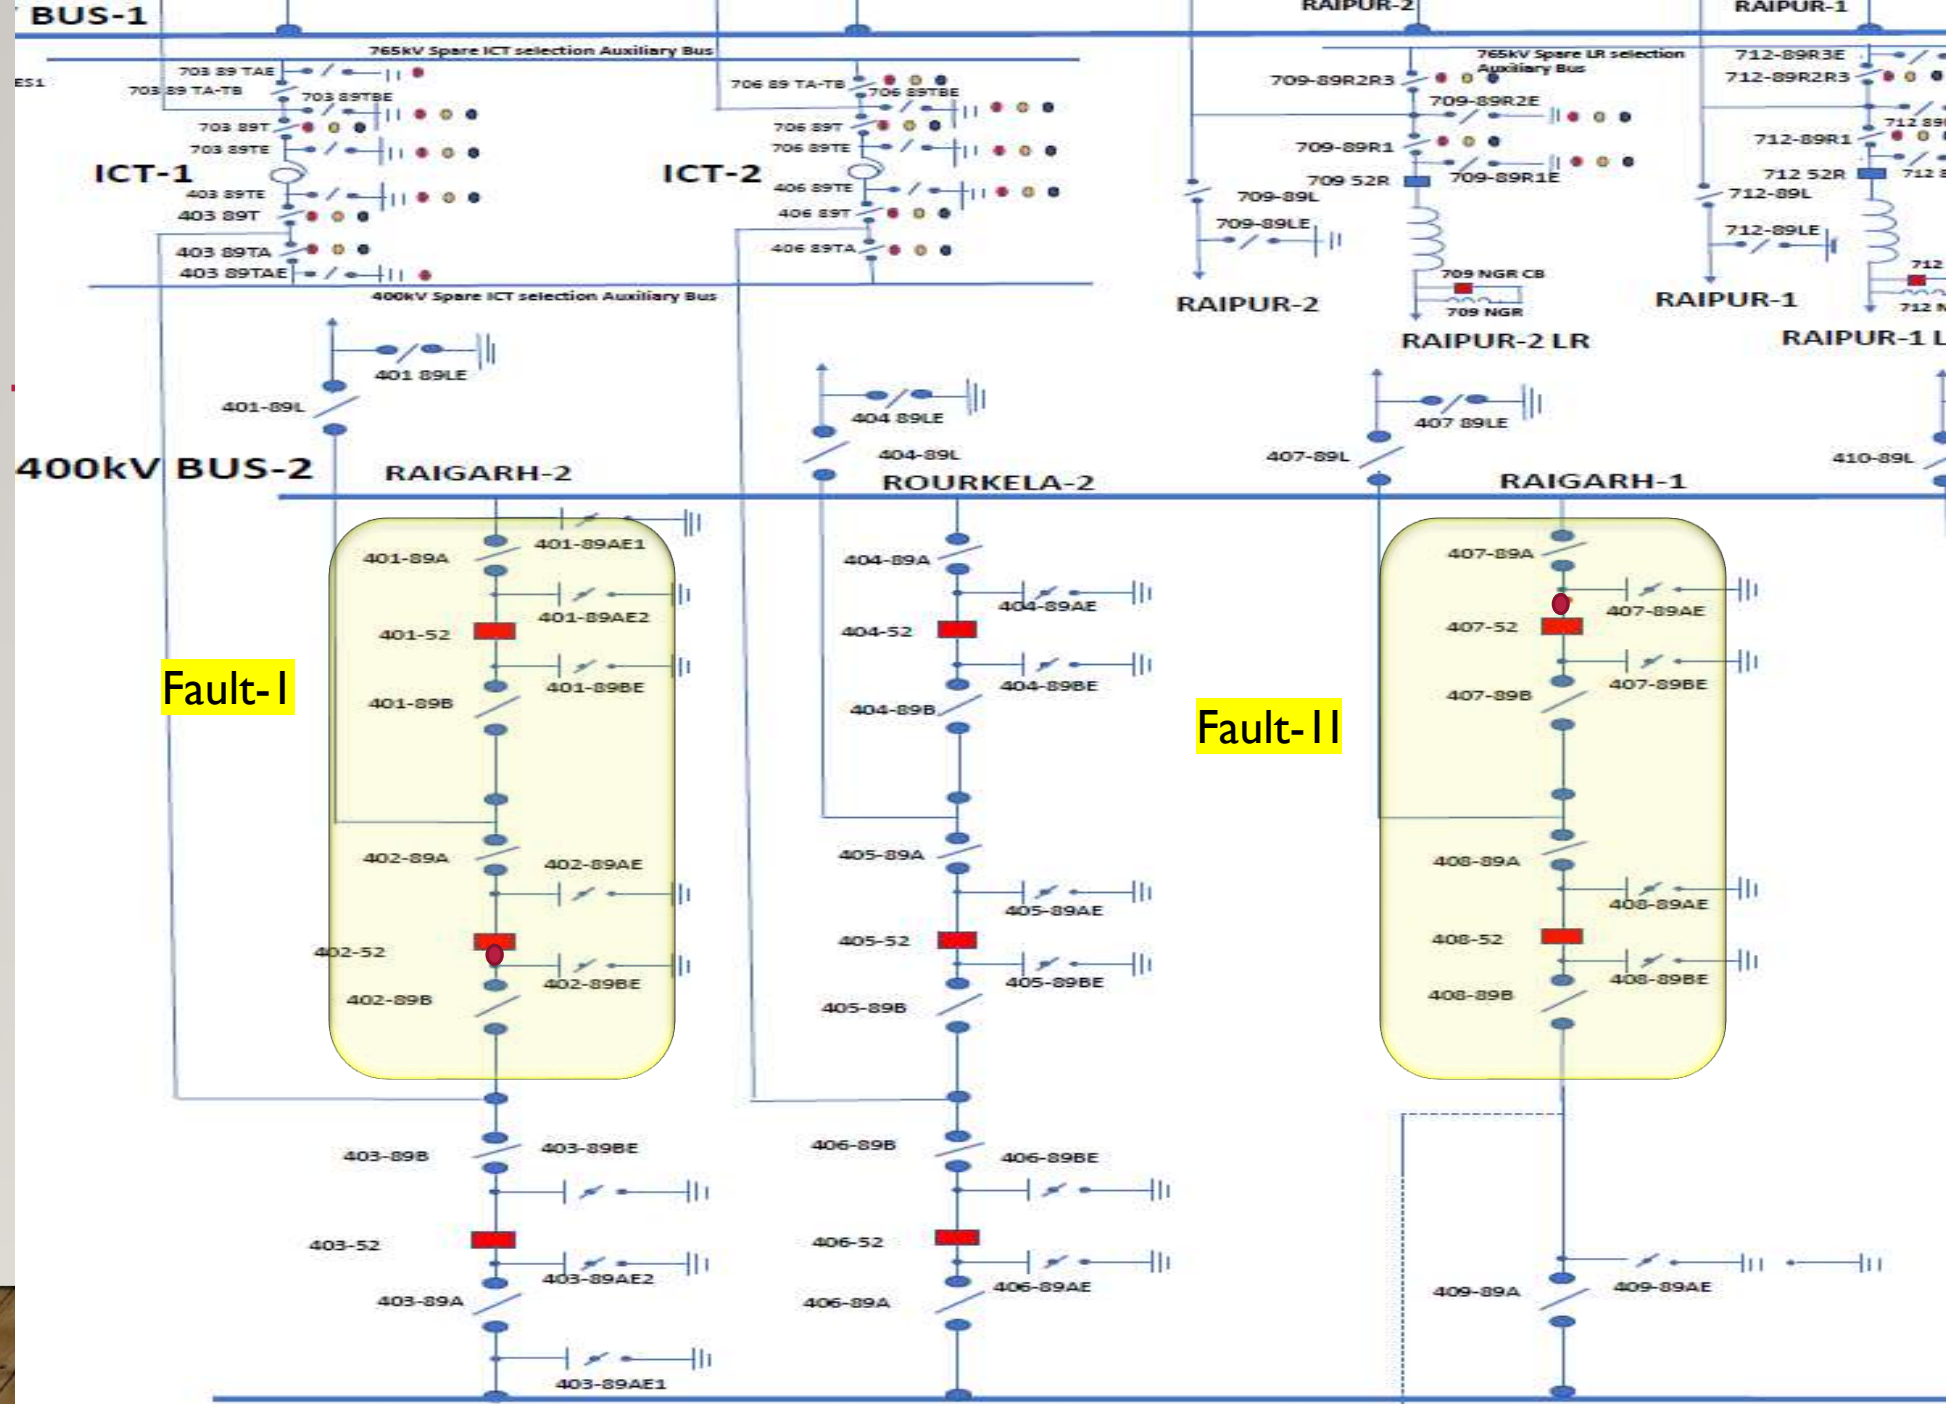 BUS-1
RAIPUR-2
RAIPUR-1
765kV Spare ICT selection Auxiliary Bus
765kV Spare LR selection
Auxiliary Bus
ES1
703 89 TAE
703 89 TA-TB
703 89TBE
703 89T
703 89TE
ICT-1
403 89TE
403 89T
403 89TA
403 89TAE
706 89 TA-TB
706 89TBE
706 89T
706 89TE
ICT-2
406 89TE
406 89T
406 89TA
400kV Spare ICT selection Auxiliary Bus
709-89R2R3
709-89R2E
709-89R1
709 52R
709-89R1E
709-89L
709-89LE
709 NGR CB
709 NGR
RAIPUR-2
RAIPUR-2 LR
712-89R3E
712-89R2R3
712-89R1
712 52R
712-89L
712-89LE
712
RAIPUR-1
RAIPUR-1 L
401 89LE
401-89L
404 89LE
404-89L
407 89LE
407-89L
410-89L
400kV BUS-2
RAIGARH-2
ROURKELA-2
RAIGARH-1
401-89AE1
401-89A
401-89AE2
401-52
401-89BE
401-89B
Fault-I
402-89A
402-89AE
402-52
402-89BE
402-89B
403-89B
403-89BE
403-52
403-89AE2
403-89A
403-89AE1
404-89A
404-89AE
404-52
404-89BE
404-89B
405-89A
405-89AE
405-52
405-89BE
405-89B
406-89B
406-89BE
406-52
406-89AE
406-89A
407-89A
407-89AE
407-52
407-89BE
407-89B
Fault-II
408-89A
408-89AE
408-52
408-89BE
408-89B
409-89A
409-89AE